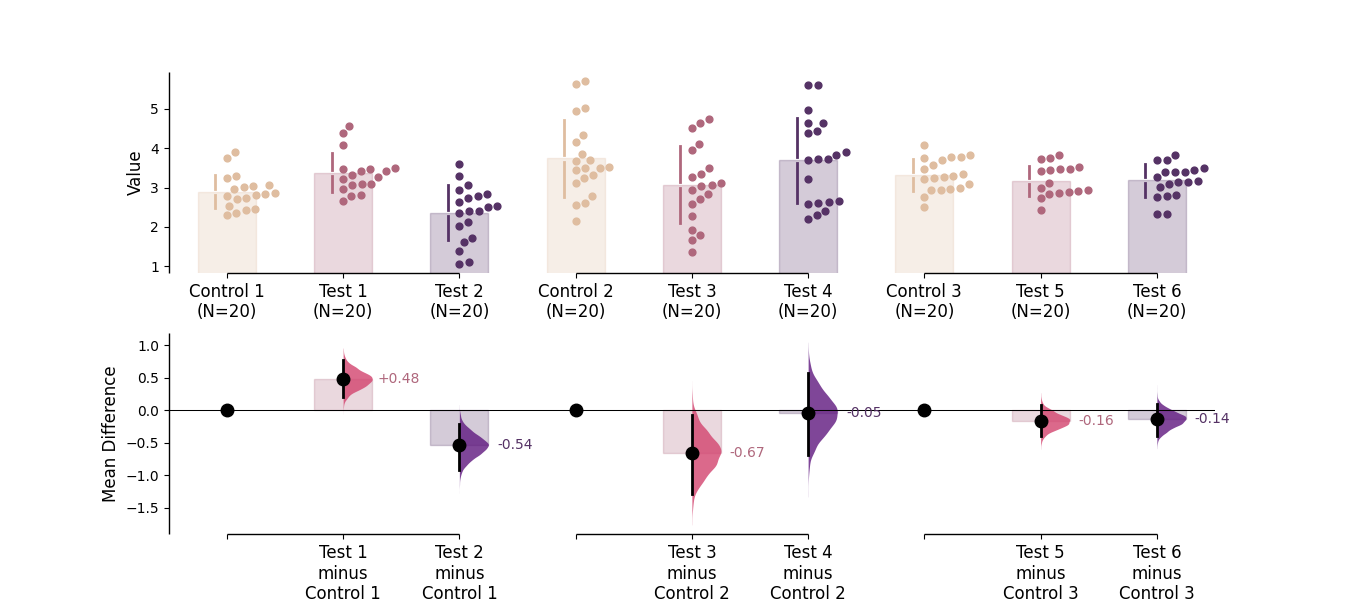 Value
5
4
3
2
1
Control 1 Test 1 Test 2 Control 2 Test 3 Test 4 Control 3 Test 5 Test 6
(N=20) (N=20) (N=20) (N=20) (N=20) (N=20) (N=20) (N=20) (N=20)
Mean Difference
1.0
0.5
0.0
−0.5
−1.0
−1.5
+0.48
-0.54
-0.67
-0.05
-0.16
-0.14
Test 1 Test 2 Test 3 Test 4 Test 5 Test 6
minus minus minus minus minus minus
Control 1 Control 1 Control 2 Control 2 Control 3 Control 3